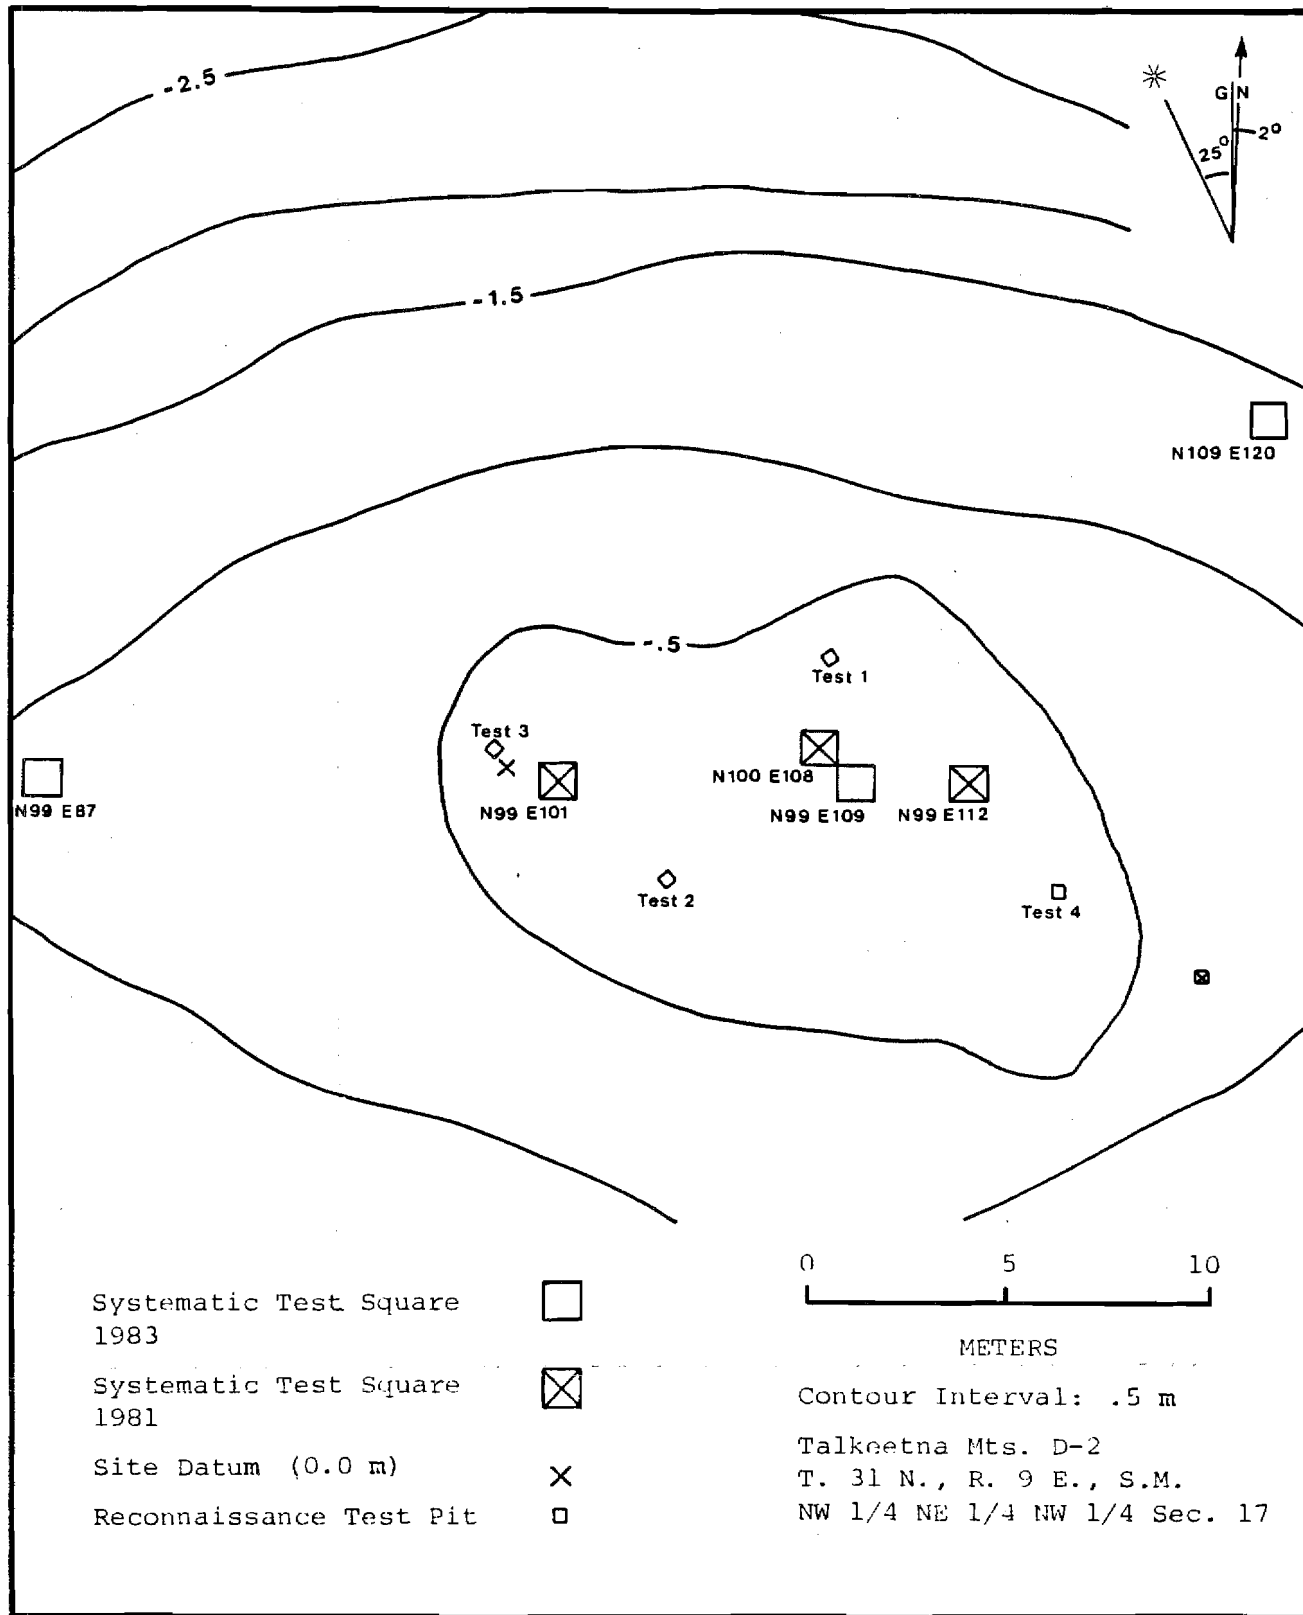 -2.5
G N
25°
2°
-1.5
N109 E120
-.5
Test 1
Test 3
N100 E108
N99 E87
N99 E101
N99 E109
N99 E112
Test 2
Test 4
0 5 10
METERS
Systematic Test Square
1983
Systematic Test Square
1981
Site Datum (0.0 m)
Reconnaissance Test Pit
Contour Interval: .5 m
Talkeetna Mts. D-2
T. 31 N., R. 9 E., S.M.
NW 1/4 NE 1/4 NW 1/4 Sec. 17